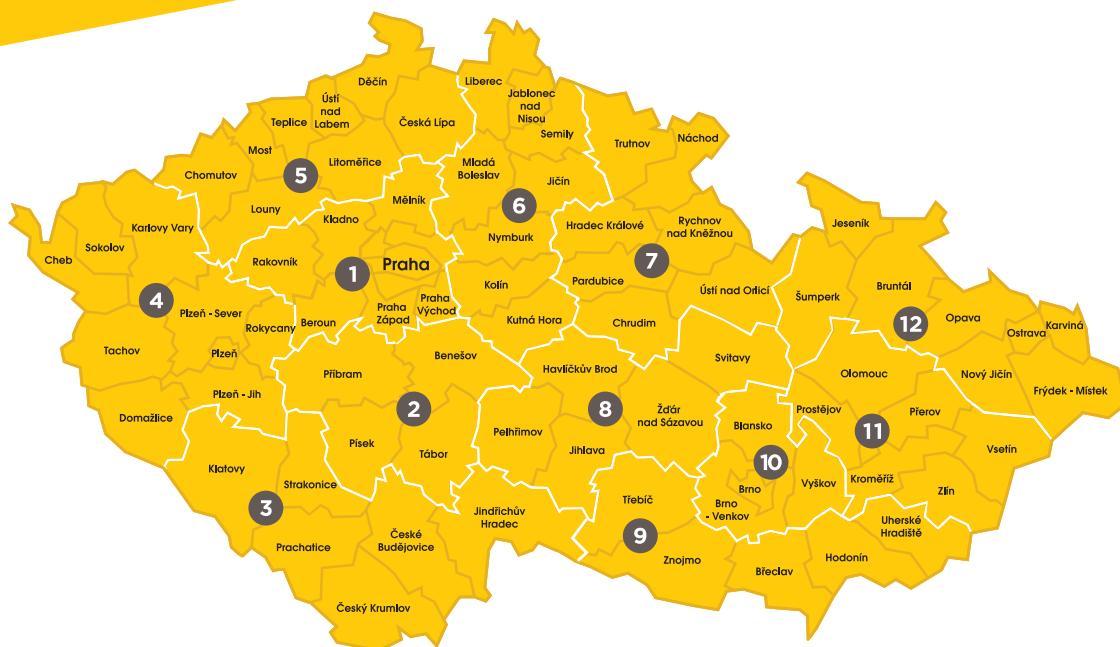 Děčín
Liberec
Ústí
nad
Labem
Jablonec
nad
Nisou
Teplice
Česká Lípa
Semily
Trutnov
Náchod
Most
Litoměřice
Mladá
Boleslav
Chomutov
5
Jičín
Mělník
6
Louny
Kladno
Hradec Králové
Rychnov
nad Kněžnou
Jeseník
Karlovy Vary
Nymburk
Sokolov
Cheb
Rakovník
1
Praha
7
Kolín
Pardubice
Ústí nad Orlicí
Šumperk
Bruntál
4
Plzeň - Sever
Rokycany
Beroun
Praha
Západ
Praha
Východ
Kutná Hora
Chrudim
12
Opava
Ostrava
Karviná
Tachov
Plzeň
Benešov
Svitavy
Příbram
Havlíčkův Brod
Olomouc
Nový Jičín
Frýdek - Místek
Plzeň - Jih
Domažlice
2
8
Žďár
nad Sázavou
Prostějov
Přerov
Pelhřimov
Blansko
11
Písek
Tábor
Jihlava
Vsetín
Klatovy
10
Strakonice
Brno
Vyškov
Kroměříž
Zlín
3
Třebíč
Brno
- Venkov
Jindřichův
Hradec
Uherské
Hradiště
České
Budějovice
9
Prachatice
Znojmo
Břeclav
Hodonín
Český Krumlov